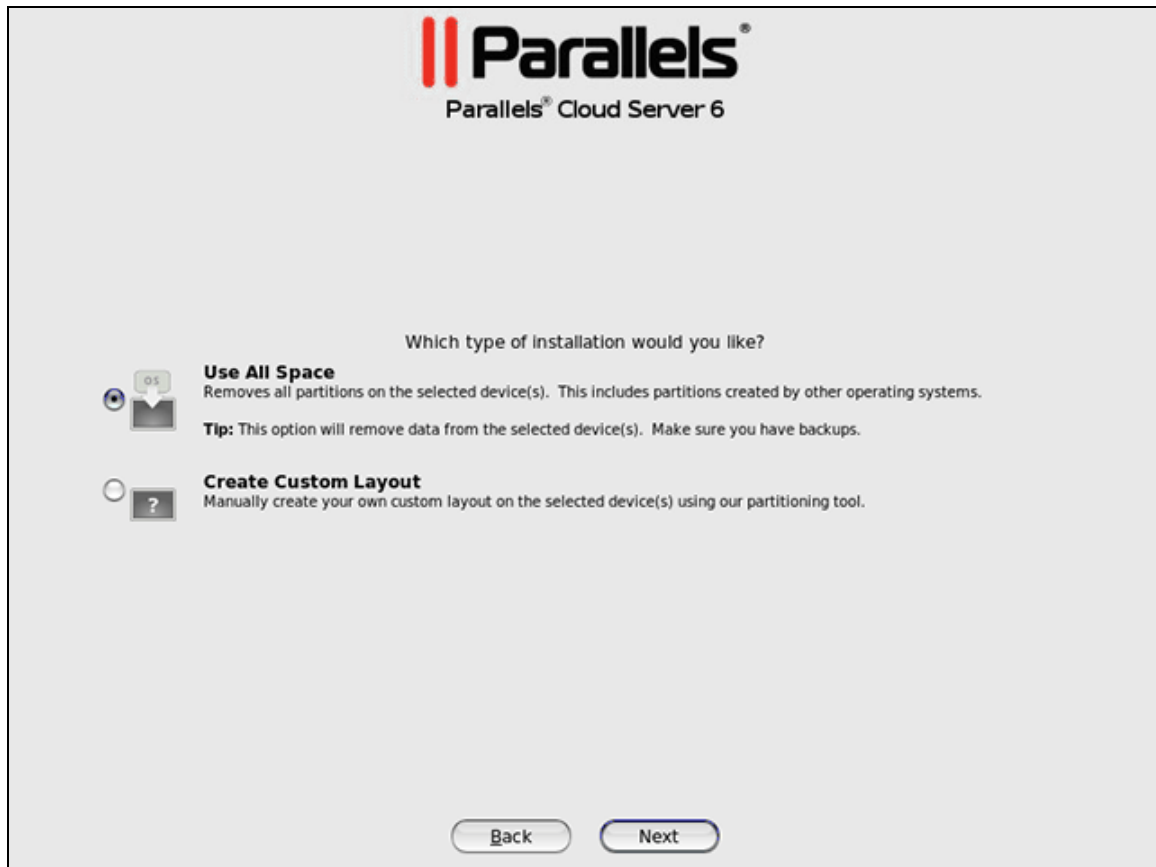 Parallels®
Parallels® Cloud Server 6
Which type of installation would you like?
OS
Use All Space
Removes all partitions on the selected device(s).  This includes partitions created by other operating systems.
Tip: This option will remove data from the selected device(s).  Make sure you have backups.
?
Create Custom Layout
Manually create your own custom layout on the selected device(s) using our partitioning tool.
Back
Next